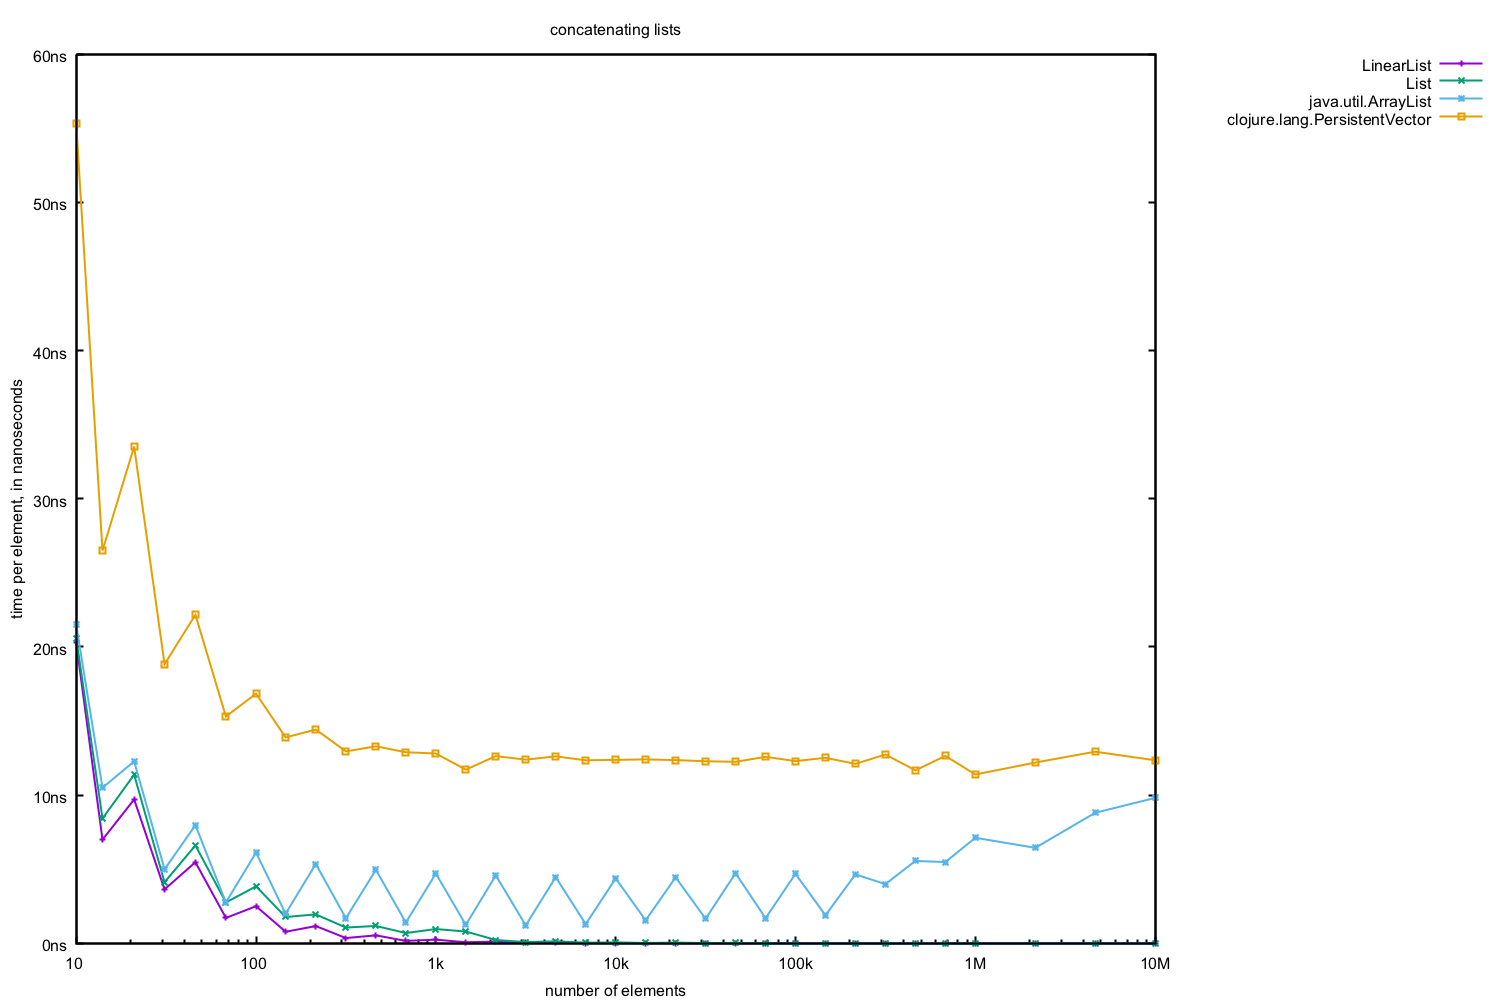 concatenating lists
LinearList
List
java.util.ArrayList
clojure.lang.PersistentVector
60ns
50ns
40ns
30ns
20ns
10ns
0ns
time per element, in nanoseconds
10 100 1k 10k 100k 1M 10M
number of elements